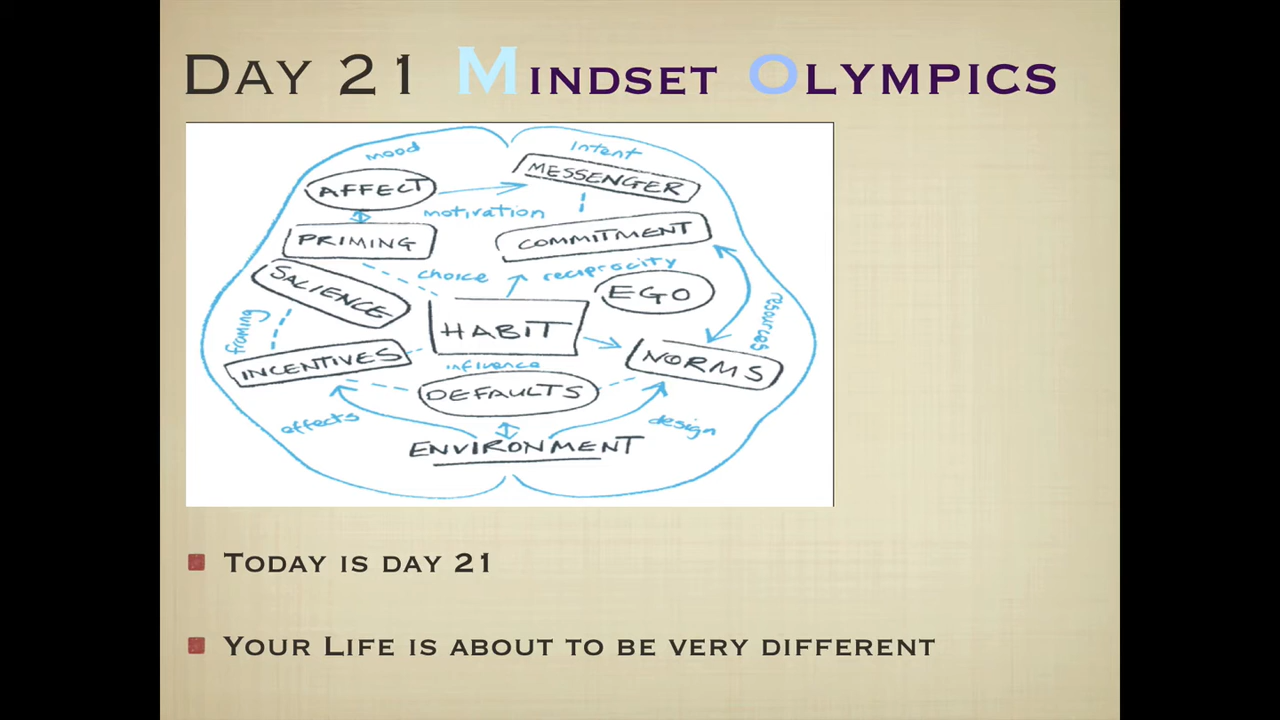 DAY 21 MINDSET OLYMPICS
mood
intent
AFFECT
MESSENGER
motivation
PRIMING
COMMITMENT
choice
reciprocity
SALIENCE
EGO
framing
HABIT
resources
INCENTIVES
influence
NORMS
DEFAULTS
effects
design
ENVIRONMENT
TODAY IS DAY 21
YOUR LIFE IS ABOUT TO BE VERY DIFFERENT